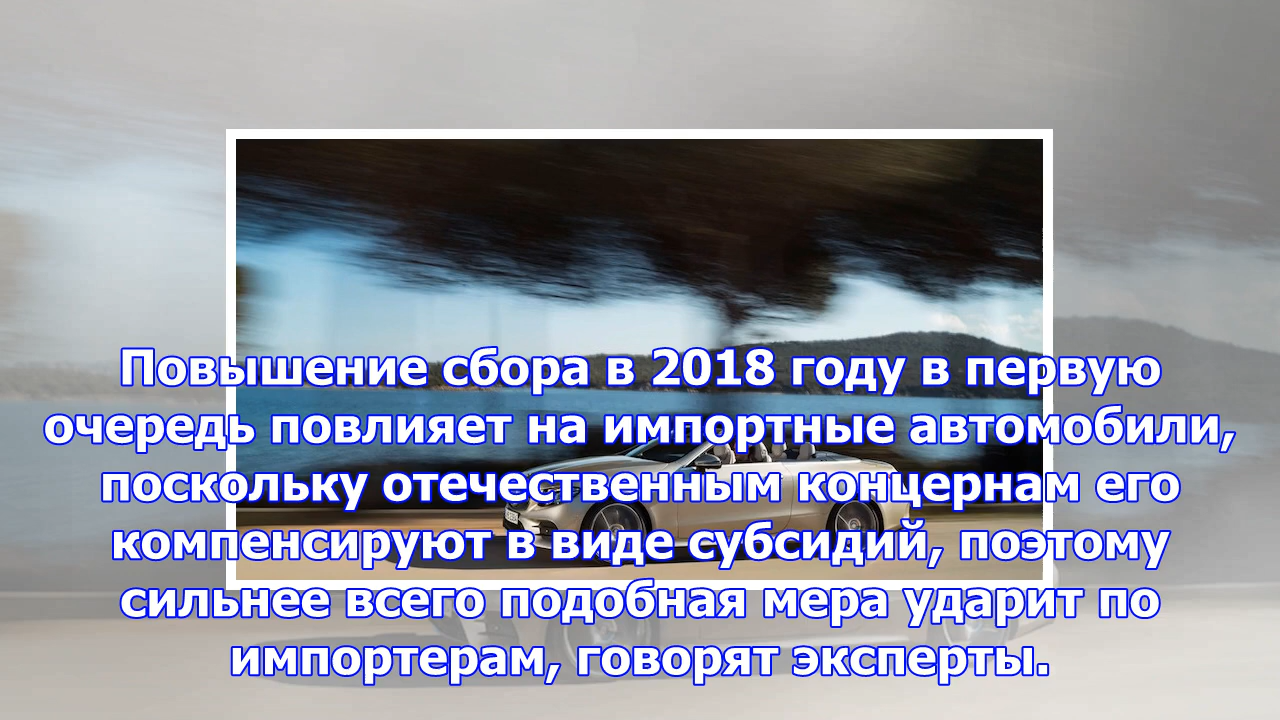 Повышение сбора в 2018 году в первую
очередь повлияет на импортные автомобили,
поскольку отечественным концернам его
компенсируют в виде субсидий, поэтому
сильнее всего подобная мера ударит по
импортерам, говорят эксперты.